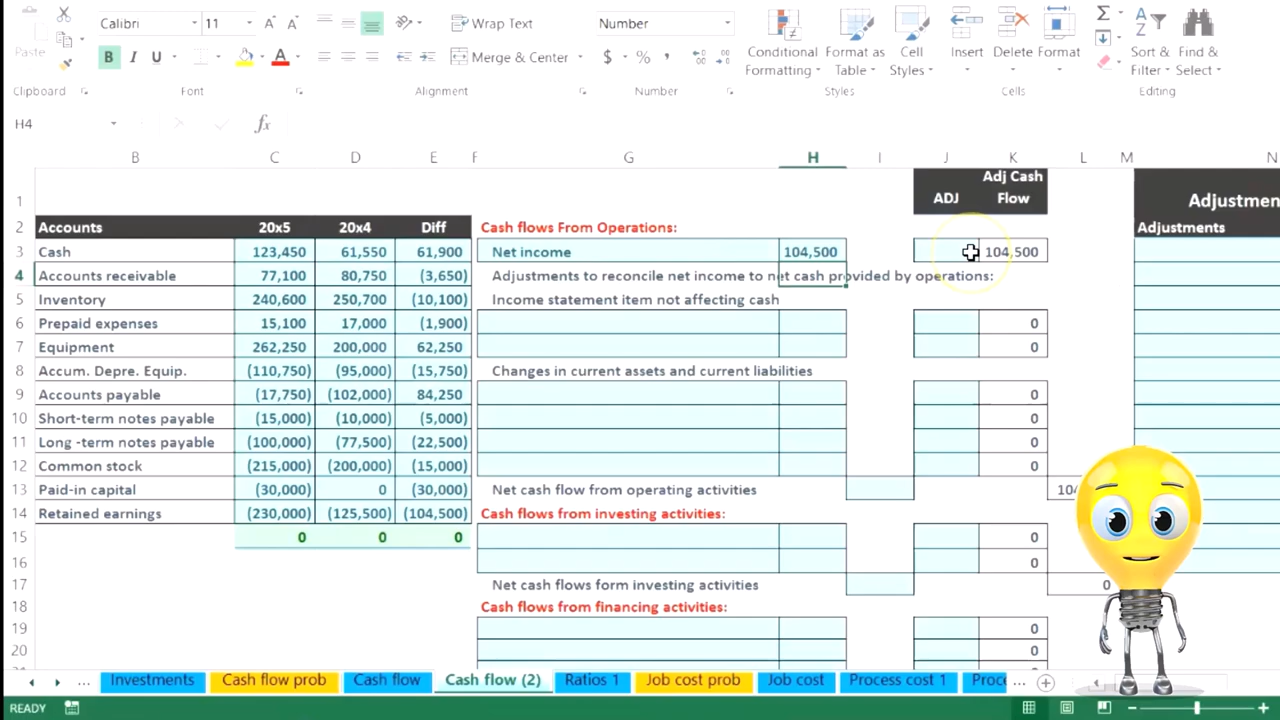 Calibri 11 A A Wrap Text Number
Paste B I U A Merge & Center $ % Conditional Formatting Format as Table Cell Styles Insert Delete Format Sort & Filter Find & Select
Clipboard Font Alignment Number Styles Cells Editing
H4 fx
B C D E F G H I J K L M N
1 ADJ Adj Cash Flow Adjustmen
2 Accounts 20x5 20x4 Diff Cash flows From Operations: Adjustments
3 Cash 123,450 61,550 61,900 Net income 104,500 104,500
4 Accounts receivable 77,100 80,750 (3,650) Adjustments to reconcile net income to net cash provided by operations:
5 Inventory 240,600 250,700 (10,100) Income statement item not affecting cash
6 Prepaid expenses 15,100 17,000 (1,900) 0
7 Equipment 262,250 200,000 62,250 0
8 Accum. Depre. Equip. (110,750) (95,000) (15,750) Changes in current assets and current liabilities
9 Accounts payable (17,750) (102,000) 84,250 0
10 Short-term notes payable (15,000) (10,000) (5,000) 0
11 Long -term notes payable (100,000) (77,500) (22,500) 0
12 Common stock (215,000) (200,000) (15,000) 0
13 Paid-in capital (30,000) 0 (30,000) Net cash flow from operating activities 104
14 Retained earnings (230,000) (125,500) (104,500) Cash flows from investing activities:
15 0 0 0 0
16 0
17 Net cash flows form investing activities 0
18 Cash flows from financing activities:
19 0
20 0
... Investments Cash flow prob Cash flow Cash flow (2) Ratios 1 Job cost prob Job cost Process cost 1 Proce ...
READY